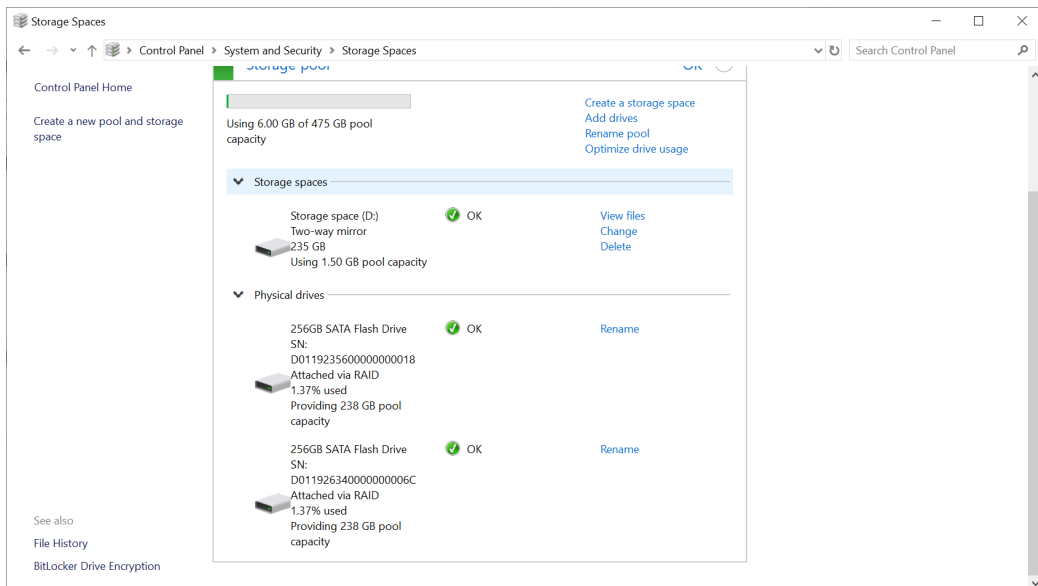 Storage Spaces
Control Panel > System and Security > Storage Spaces
Search Control Panel
Control Panel Home
Create a new pool and storage
space
Storage pool OK
Using 6.00 GB of 475 GB pool
capacity
Create a storage space
Add drives
Rename pool
Optimize drive usage
Storage spaces
Storage space (D:) OK View files
Two-way mirror Change
235 GB Delete
Using 1.50 GB pool capacity
Physical drives
256GB SATA Flash Drive OK Rename
SN:
D0119235600000000018
Attached via RAID
1.37% used
Providing 238 GB pool
capacity
256GB SATA Flash Drive OK Rename
SN:
D011926340000000006C
Attached via RAID
1.37% used
Providing 238 GB pool
capacity
See also
File History
BitLocker Drive Encryption